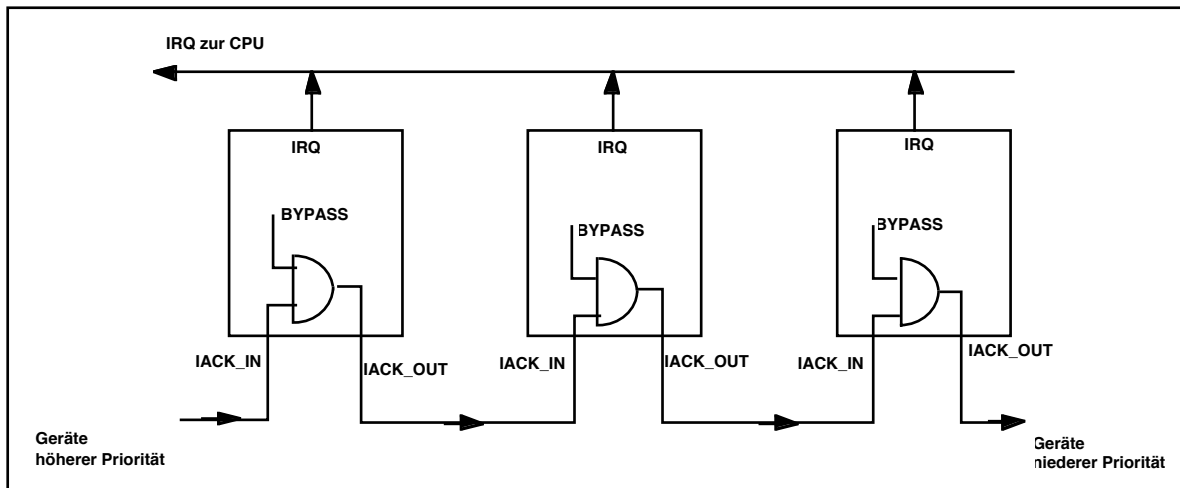 IRQ zur CPU
IRQ
IRQ
IRQ
BYPASS
BYPASS
BYPASS
IACK_IN
IACK_OUT
IACK_IN
IACK_OUT
IACK_IN
IACK_OUT
Geräte
höherer Priorität
Geräte
niederer Priorität